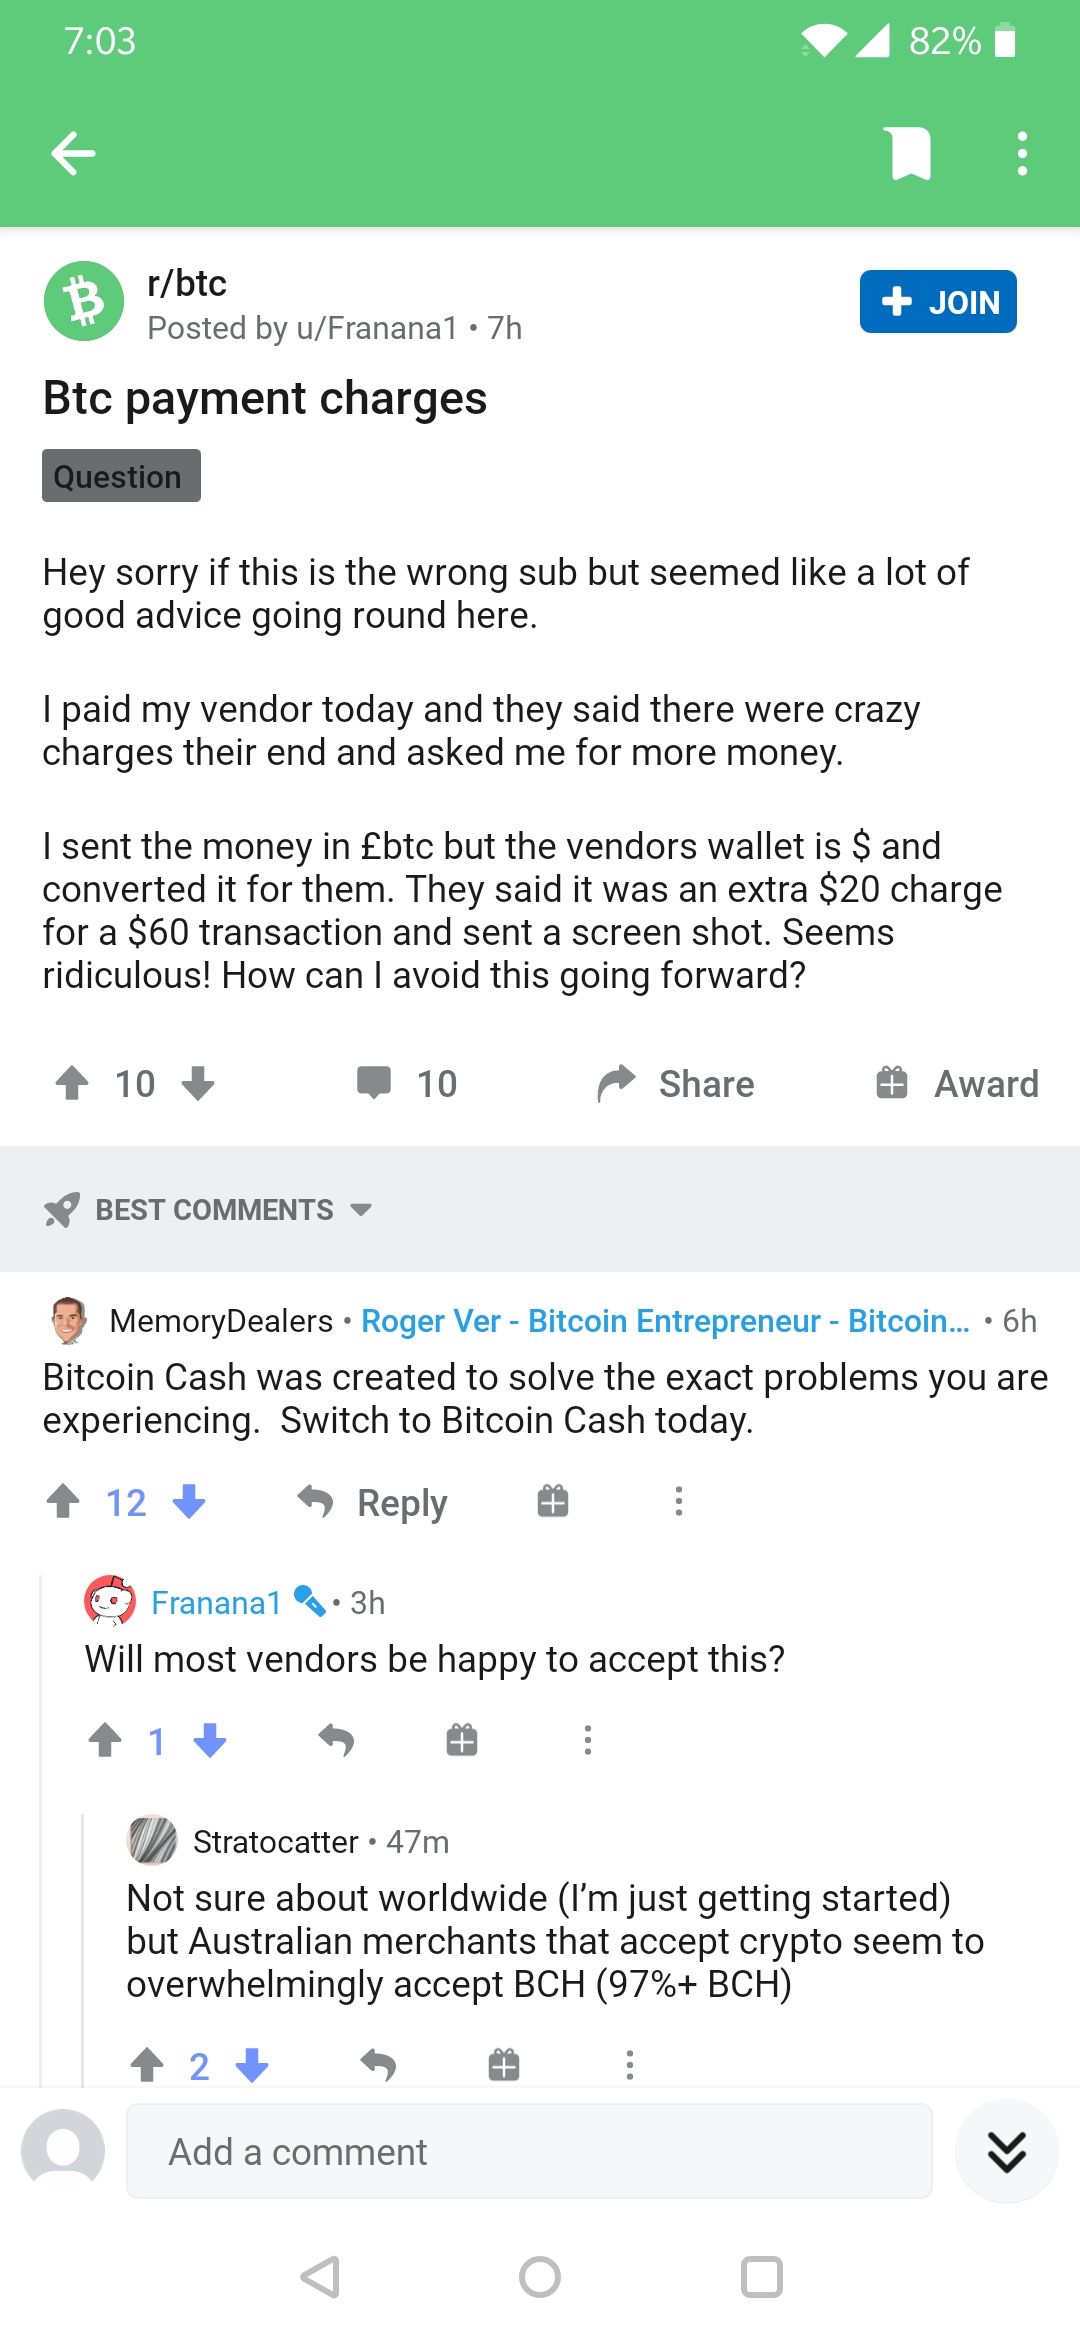 7:03
82%
r/btc
Posted by u/Franana1 • 7h
JOIN
Btc payment charges
Question
Hey sorry if this is the wrong sub but seemed like a lot of
good advice going round here.
I paid my vendor today and they said there were crazy
charges their end and asked me for more money.
I sent the money in £btc but the vendors wallet is $ and
converted it for them. They said it was an extra $20 charge
for a $60 transaction and sent a screen shot. Seems
ridiculous! How can I avoid this going forward?
10
10
Share
Award
BEST COMMENTS
MemoryDealers • Roger Ver - Bitcoin Entrepreneur - Bitcoin... • 6h
Bitcoin Cash was created to solve the exact problems you are
experiencing.  Switch to Bitcoin Cash today.
12
Reply
Franana1 • 3h
Will most vendors be happy to accept this?
1
Stratocatter • 47m
Not sure about worldwide (I’m just getting started)
but Australian merchants that accept crypto seem to
overwhelmingly accept BCH (97%+ BCH)
2
Add a comment